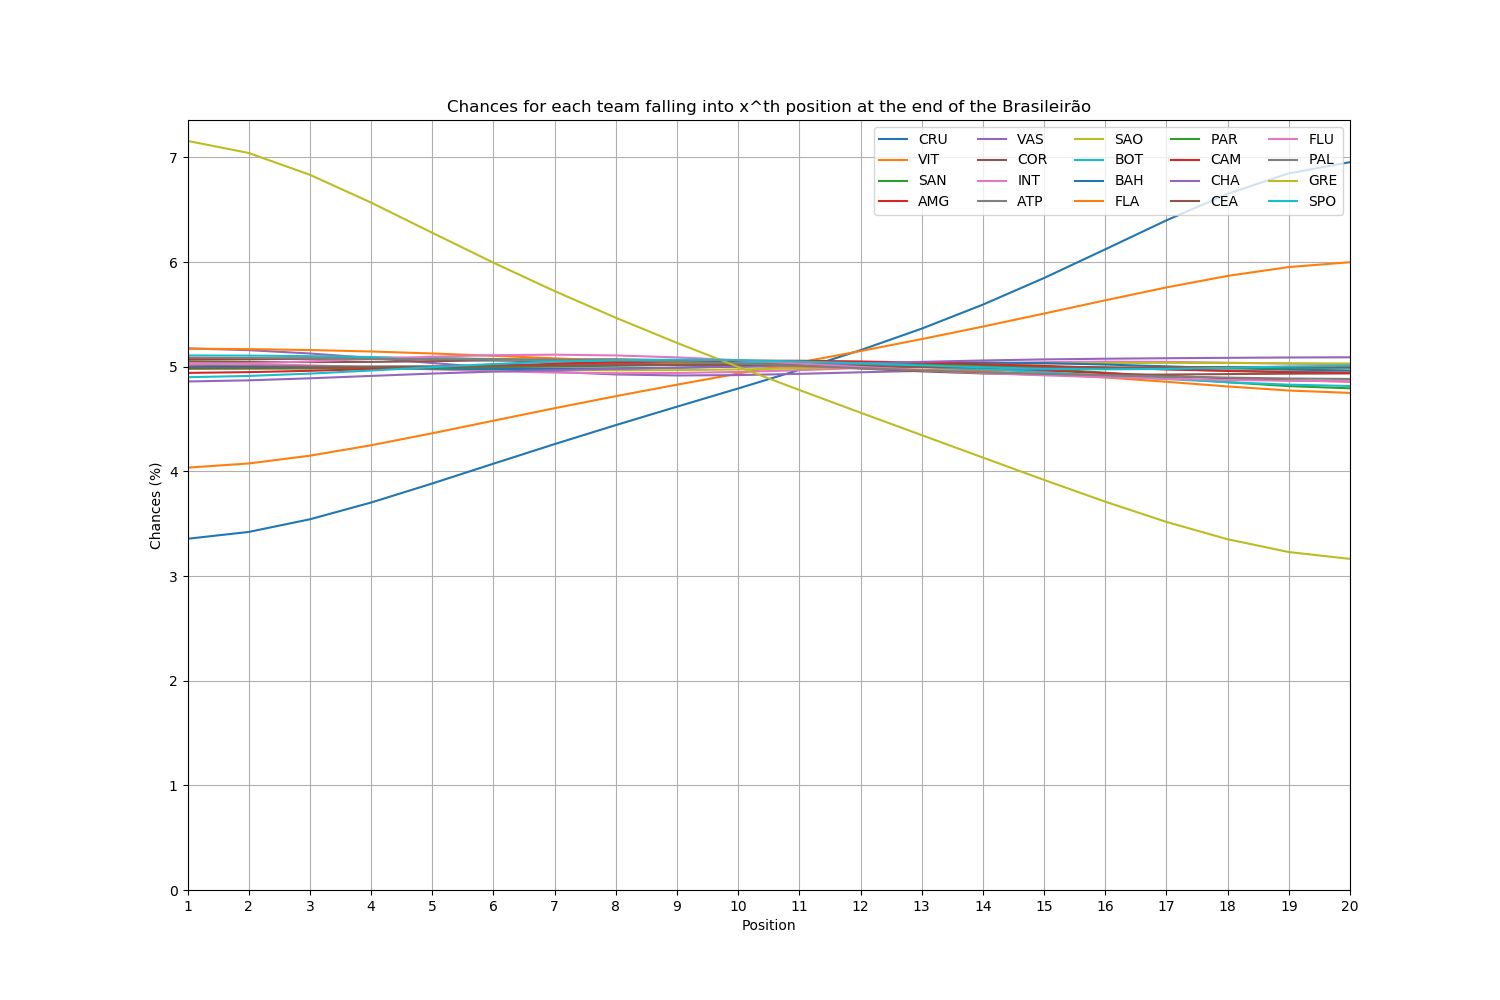 Chances for each team falling into x^th position at the end of the Brasileirão
CRU VAS SAO PAR FLU
VIT COR BOT CAM PAL
SAN INT BAH CHA GRE
AMG ATP FLA CEA SPO
7
6
5
4
3
2
1
0
Chances (%)
1 2 3 4 5 6 7 8 9 10 11 12 13 14 15 16 17 18 19 20
Position